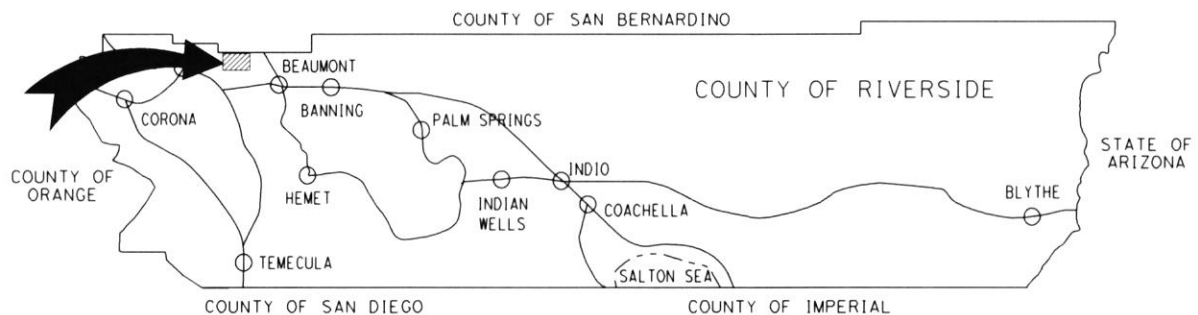 COUNTY OF SAN BERNARDINO
BEAUMONT
COUNTY OF RIVERSIDE
BANNING
CORONA
PALM SPRINGS
STATE OF
ARIZONA
COUNTY OF
ORANGE
INDIO
HEMET
BLYTHE
INDIAN
WELLS
COACHELLA
TEMECULA
SALTON SEA
COUNTY OF SAN DIEGO
COUNTY OF IMPERIAL